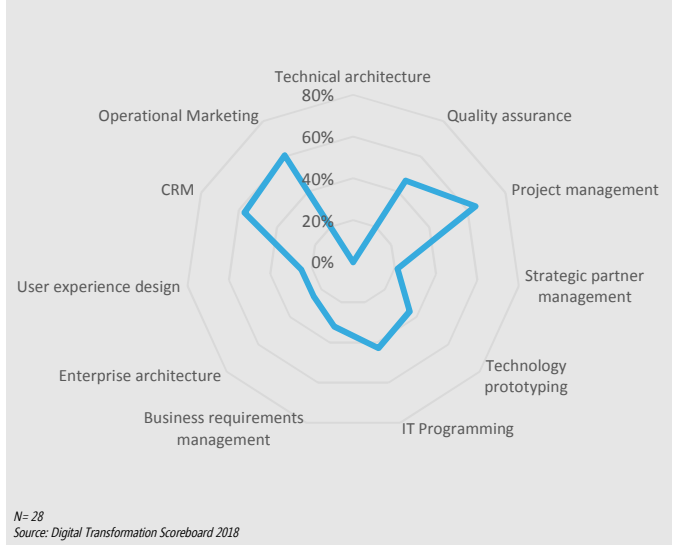 Technical architecture
80%
Operational Marketing
Quality assurance
60%
CRM
40%
Project management
20%
0%
User experience design
Strategic partner
management
Enterprise architecture
Technology
prototyping
Business requirements
management
IT Programming
N= 28
Source: Digital Transformation Scoreboard 2018